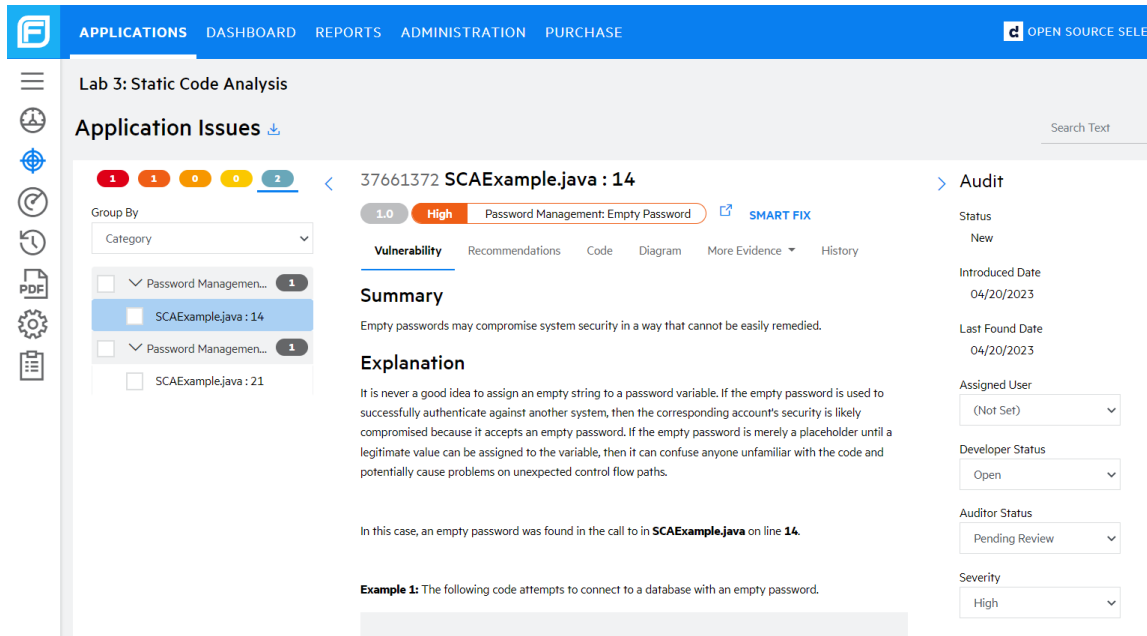 APPLICATIONS DASHBOARD REPORTS ADMINISTRATION PURCHASE
d OPEN SOURCE SELE
Lab 3: Static Code Analysis
Application Issues
Search Text
1 1 0 0 2
Group By
Category
Password Managemen... 1
SCAExample.java : 14
Password Managemen... 1
SCAExample.java : 21
PDF
37661372 SCAExample.java : 14
1.0 High Password Management: Empty Password SMART FIX
Vulnerability Recommendations Code Diagram More Evidence History
Summary
Empty passwords may compromise system security in a way that cannot be easily remedied.
Explanation
It is never a good idea to assign an empty string to a password variable. If the empty password is used to
successfully authenticate against another system, then the corresponding account's security is likely
compromised because it accepts an empty password. If the empty password is merely a placeholder until a
legitimate value can be assigned to the variable, then it can confuse anyone unfamiliar with the code and
potentially cause problems on unexpected control flow paths.
In this case, an empty password was found in the call to in SCAExample.java on line 14.
Example 1: The following code attempts to connect to a database with an empty password.
Audit
Status
New
Introduced Date
04/20/2023
Last Found Date
04/20/2023
Assigned User
(Not Set)
Developer Status
Open
Auditor Status
Pending Review
Severity
High